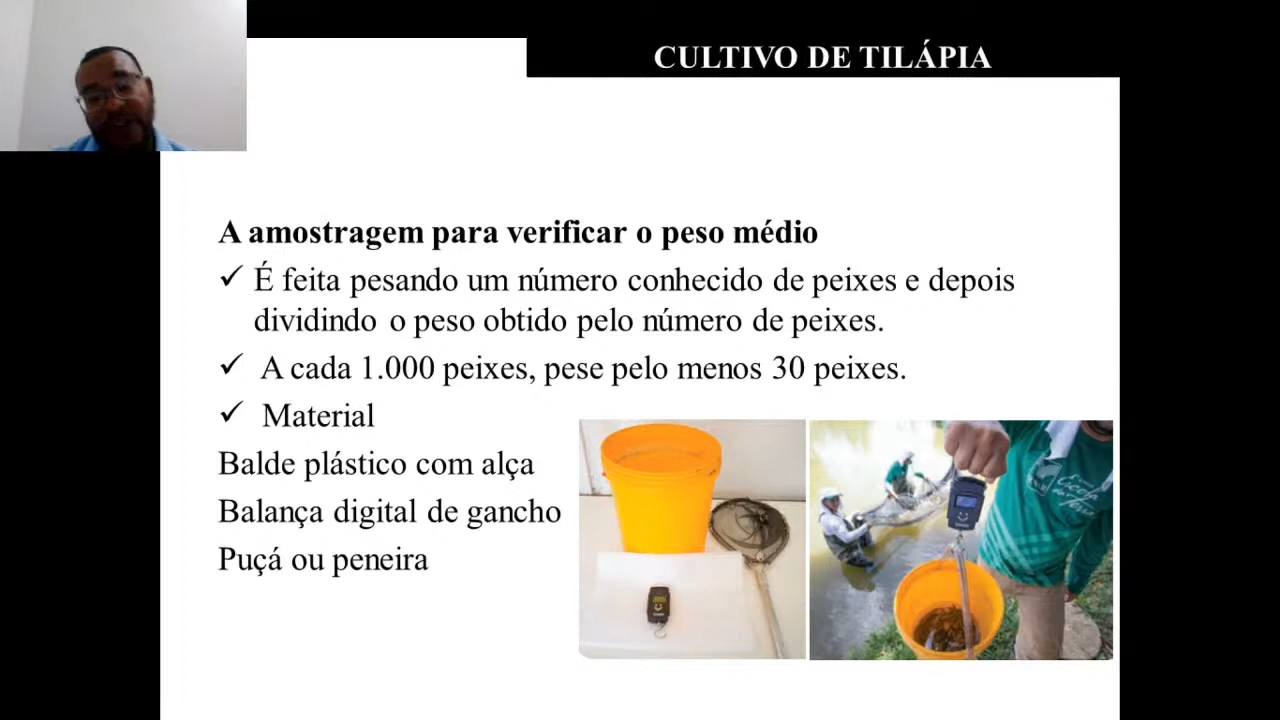 CULTIVO DE TILÁPIA
A amostragem para verificar o peso médio
✓ É feita pesando um número conhecido de peixes e depois
dividindo o peso obtido pelo número de peixes.
✓ A cada 1.000 peixes, pese pelo menos 30 peixes.
✓ Material
Balde plástico com alça
Balança digital de gancho
Puçá ou peneira